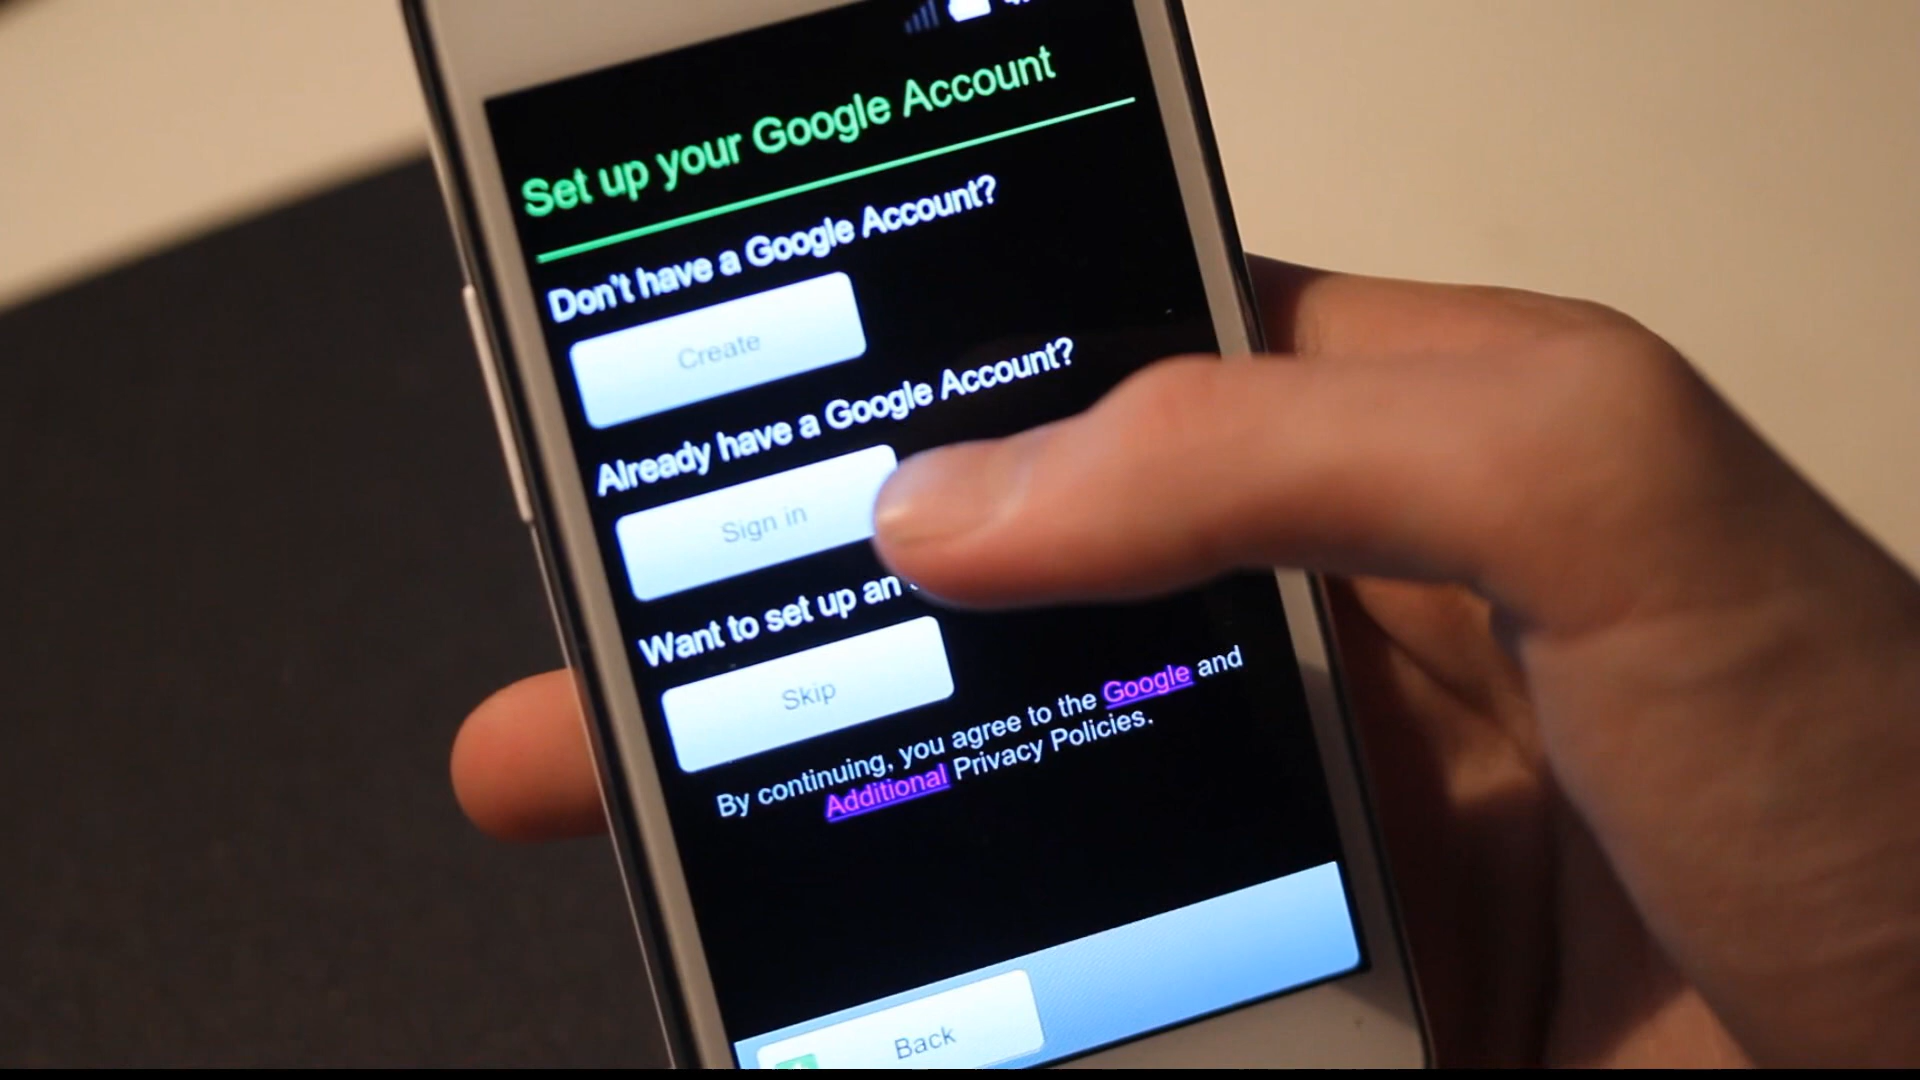 Set up your Google Account
Don't have a Google Account?
Create
Already have a Google Account?
Sign in
Want to set up an
Skip
By continuing, you agree to the Google and
Additional Privacy Policies.
Back